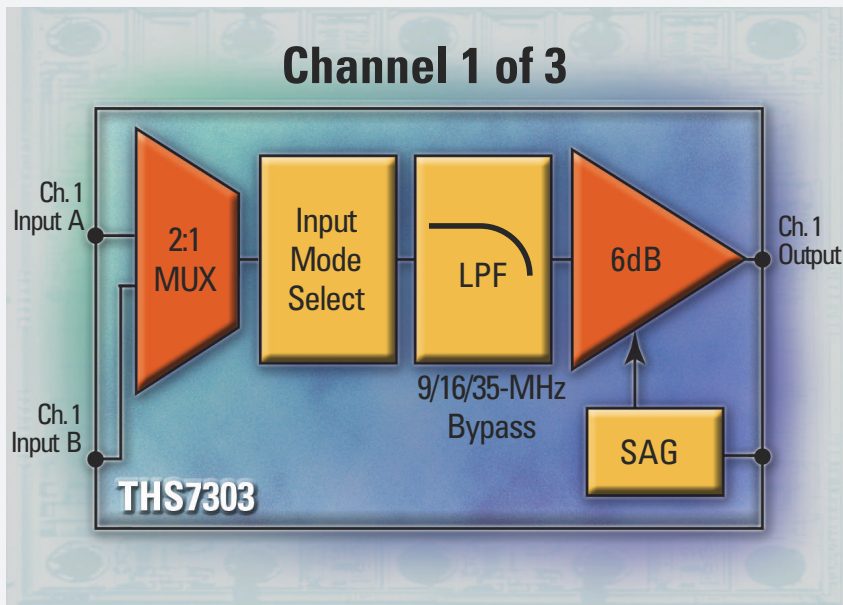 Channel 1 of 3
Ch. 1
Input A
2:1
MUX
Input
Mode
Select
LPF
6dB
Ch. 1
Output
9/16/35-MHz
Bypass
Ch. 1
Input B
SAG
THS7303